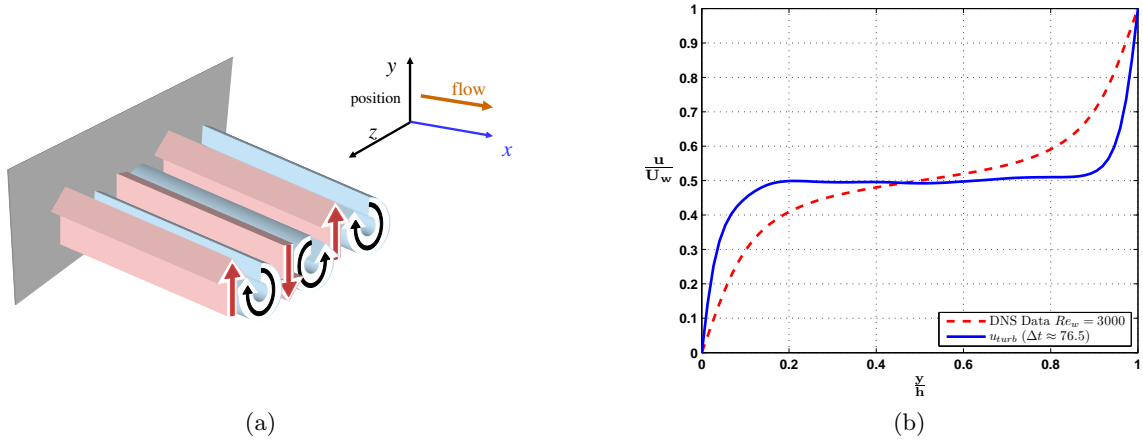 y
position
flow
z
x
(a)
1
0.9
0.8
0.7
0.6
0.5
0.4
0.3
0.2
0.1
0
u
U_w
0
0.2
0.4
0.6
0.8
1
y
h
DNS Data Re_w = 3000
u_{turb} (Δt ≈ 76.5)
(b)